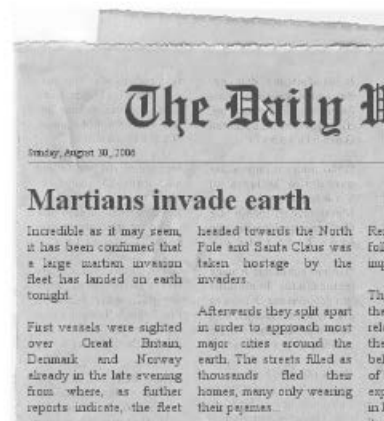 The Daily
Sunday, August 30, 2006
Martians invade earth
Incredible as it may seem,
it has been confirmed that
a large martian invasion
fleet has landed on earth
tonight.
First vessels were sighted
over Great Britain,
Denmark and Norway
already in the late evening
from where, as further
reports indicate, the fleet
headed towards the North
Pole and Santa Claus was
taken hostage by the
invaders.
Afterwards they split apart
in order to approach most
major cities around the
earth. The streets filled as
thousands fled their
homes, many only wearing
their pajamas...